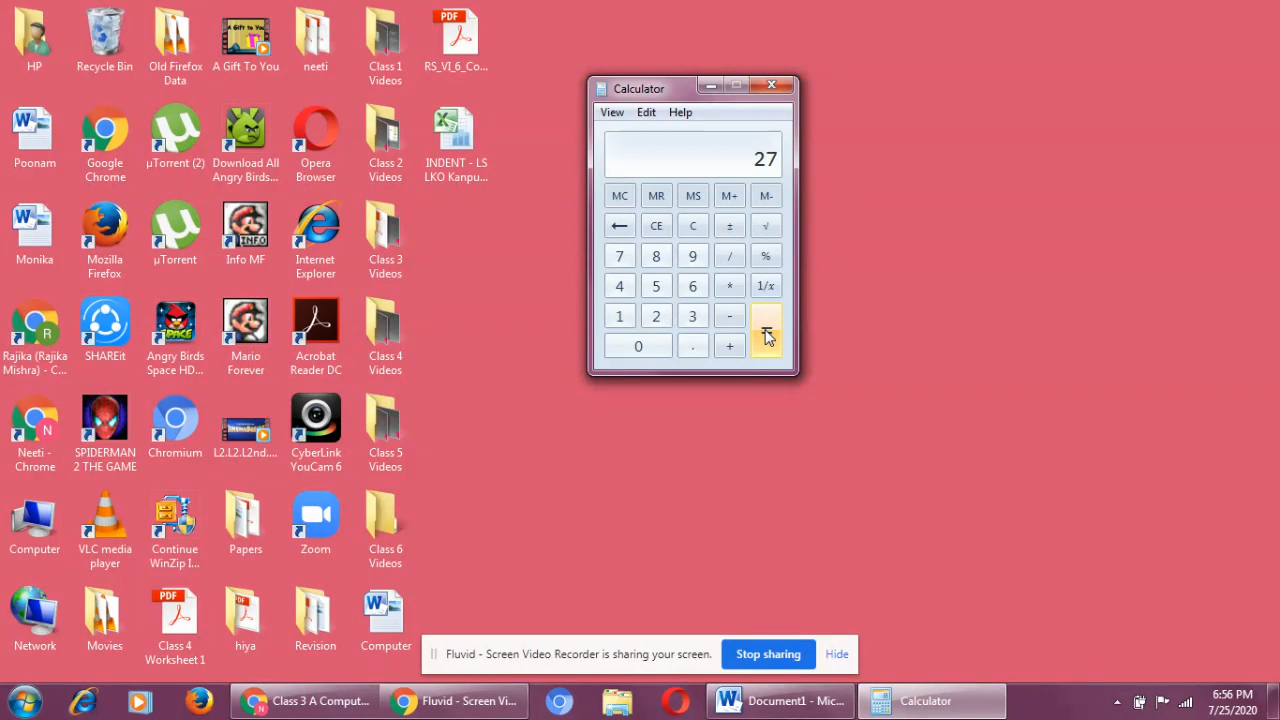 HP
Recycle Bin
Old Firefox
Data
A Gift To You
neeti
Class 1
Videos
RS_VI_6_Co...
Poonam
Google
Chrome
µTorrent (2)
Download All
Angry Birds...
Opera
Browser
Class 2
Videos
INDENT - LS
LKO Kanpu...
Monika
Mozilla
Firefox
µTorrent
Info MF
Internet
Explorer
Class 3
Videos
Rajika (Rajika
Mishra) - C...
SHAREit
Angry Birds
Space HD...
Mario
Forever
Acrobat
Reader DC
Class 4
Videos
Neeti -
Chrome
SPIDERMAN
2 THE GAME
Chromium
L2.L2.L2nd....
CyberLink
YouCam 6
Class 5
Videos
Computer
VLC media
player
Continue
WinZip I...
Papers
Zoom
Class 6
Videos
Network
Movies
Class 4
Worksheet 1
hiya
Revision
Computer
Calculator
View Edit Help
27
MC MR MS M+ M-
← CE C ± √
7 8 9 / %
4 5 6 * 1/x
1 2 3 - =
0 . +
Fluvid - Screen Video Recorder is sharing your screen. Stop sharing Hide
Class 3 A Comput... Fluvid - Screen Vi... Document1 - Mic... Calculator
6:56 PM
7/25/2020